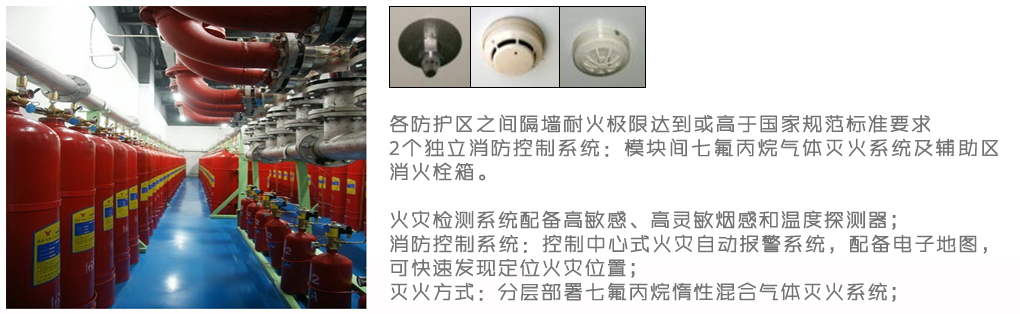 各防护区之间隔墙耐火极限达到或高于国家规范标准要求
2个独立消防控制系统：模块间七氟丙烷气体灭火系统及辅助区
消火栓箱。
火灾检测系统配备高敏感、高灵敏烟感和温度探测器；
消防控制系统：控制中心式火灾自动报警系统，配备电子地图，
可快速发现定位火灾位置；
灭火方式：分层部署七氟丙烷惰性混合气体灭火系统；